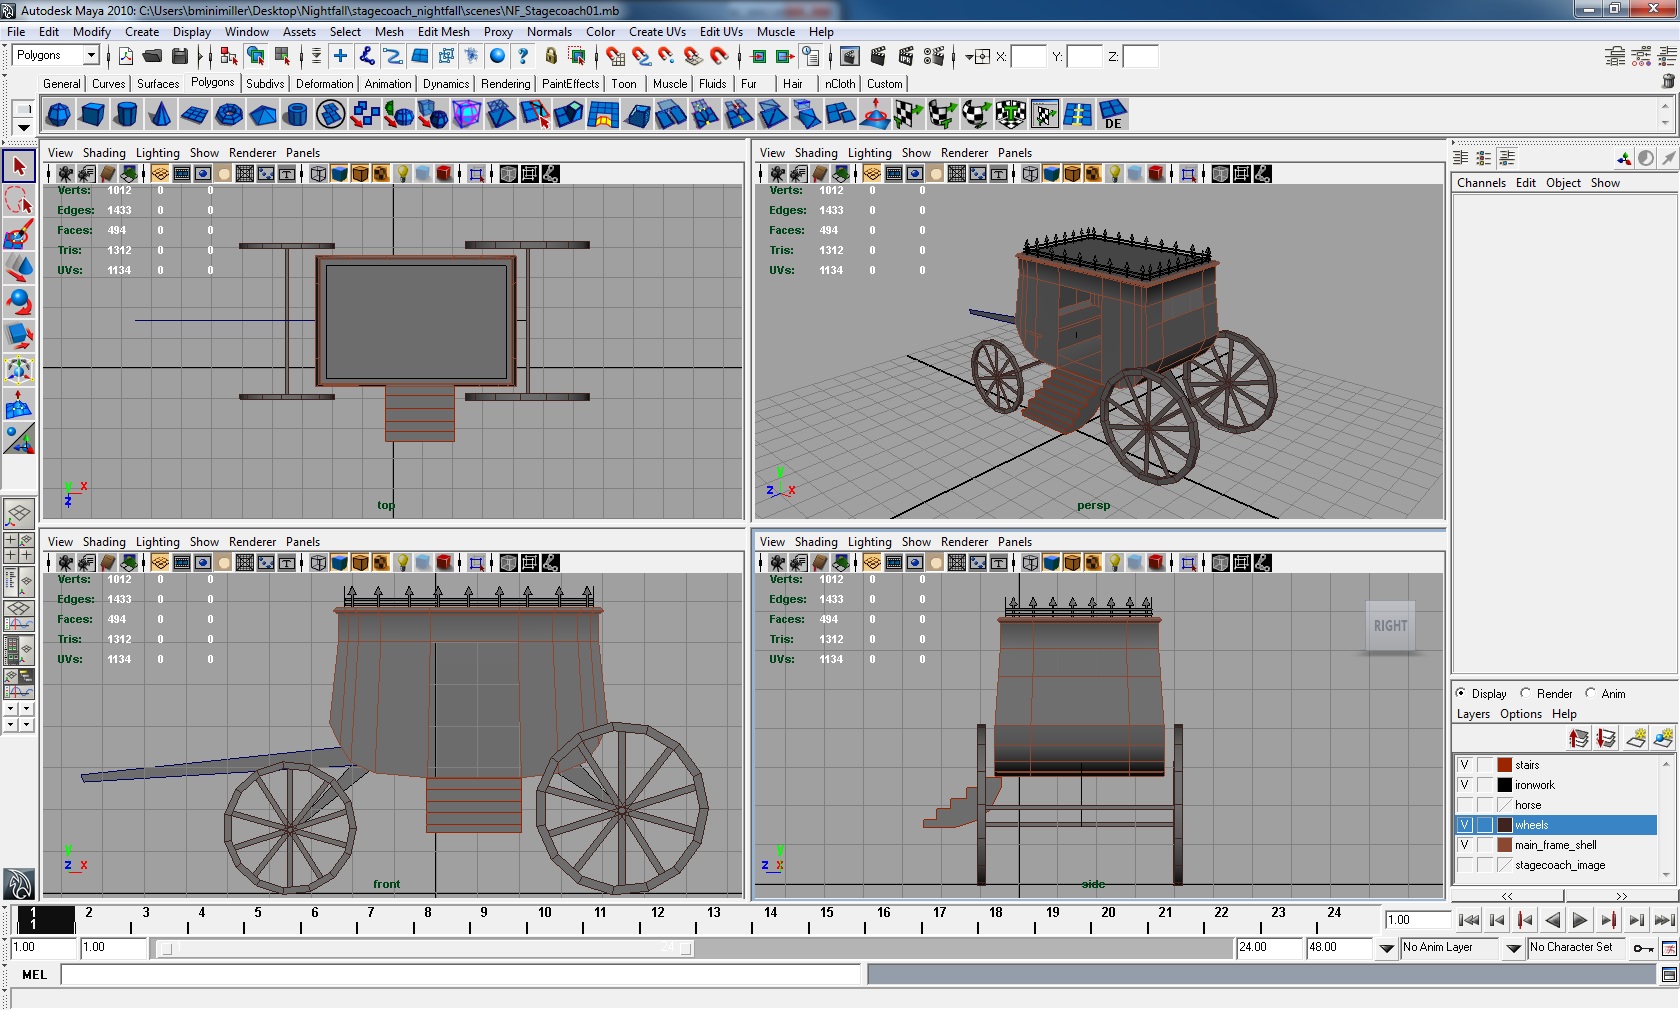 Autodesk Maya 2010: C:\Users\bminimiller\Desktop\Nightfall\stagecoach_nightfall\scenes\NF_Stagecoach01.mb
File Edit Modify Create Display Window Assets Select Mesh Edit Mesh Proxy Normals Color Create UVs Edit UVs Muscle Help
Polygons X: Y: Z:
General Curves Surfaces Polygons Subdivs Deformation Animation Dynamics Rendering PaintEffects Toon Muscle Fluids Fur Hair nCloth Custom
DE
View Shading Lighting Show Renderer Panels
Verts: 1012 0 0
Edges: 1433 0 0
Faces: 494 0 0
Tris: 1312 0 0
UVs: 1134 0 0
y x
z
top
View Shading Lighting Show Renderer Panels
Verts: 1012 0 0
Edges: 1433 0 0
Faces: 494 0 0
Tris: 1312 0 0
UVs: 1134 0 0
y
z x
persp
View Shading Lighting Show Renderer Panels
Verts: 1012 0 0
Edges: 1433 0 0
Faces: 494 0 0
Tris: 1312 0 0
UVs: 1134 0 0
y
z x
front
View Shading Lighting Show Renderer Panels
Verts: 1012 0 0
Edges: 1433 0 0
Faces: 494 0 0
Tris: 1312 0 0
UVs: 1134 0 0
RIGHT
y
z x
side
Channels Edit Object Show
Display Render Anim
Layers Options Help
V stairs
V ironwork
horse
V wheels
V main_frame_shell
stagecoach_image
<< >>
1 2 3 4 5 6 7 8 9 10 11 12 13 14 15 16 17 18 19 20 21 22 23 24
1 1.00
1.00 1.00 24 24.00 48.00 No Anim Layer No Character Set
MEL